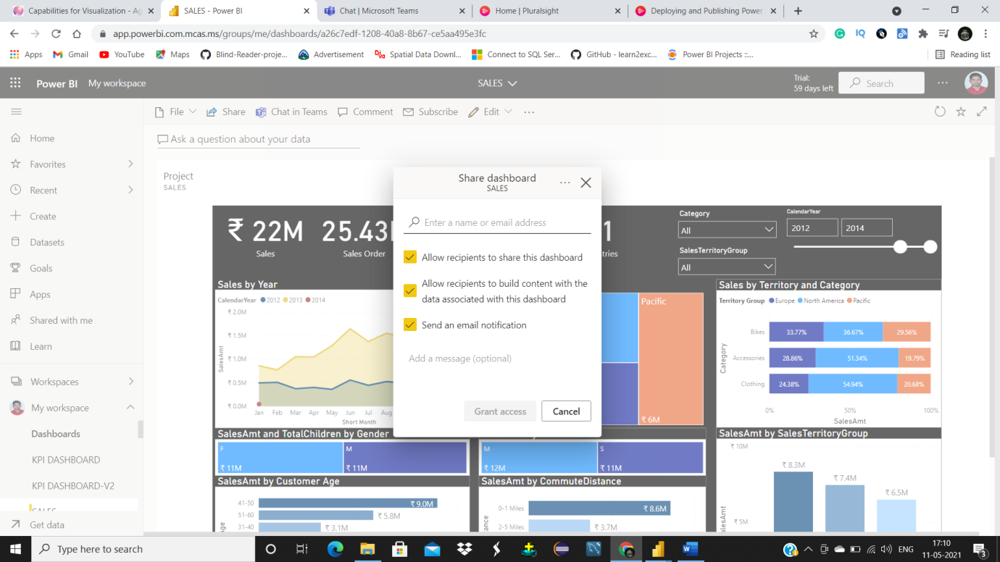 Capabilities for Visualization - Ag
SALES - Power BI
Chat | Microsoft Teams
Home | Pluralsight
Deploying and Publishing Power
app.powerbi.com.mcas.ms/groups/me/dashboards/a26c7edf-1208-40a8-8b67-ce5aa495e3fc
IQ
Apps
Gmail
YouTube
Maps
Blind-Reader-proje...
Advertisement
Spatial Data Downl...
Connect to SQL Ser...
GitHub - learn2exc...
Power BI Projects ::...
Reading list
Power BI My workspace
SALES
Trial:
59 days left
Search
File
Share
Chat in Teams
Comment
Subscribe
Edit
Ask a question about your data
Home
Favorites
Recent
Create
Datasets
Goals
Apps
Shared with me
Learn
Workspaces
My workspace
Dashboards
KPI DASHBOARD
KPI DASHBOARD-V2
SALES
Get data
Project
SALES
₹ 22M
Sales
25.43
Sales Order
1
tries
Category
All
CalendarYear
2012
2014
SalesTerritoryGroup
All
Share dashboard
SALES
Enter a name or email address
Allow recipients to share this dashboard
Allow recipients to build content with the
data associated with this dashboard
Send an email notification
Add a message (optional)
Grant access
Cancel
Sales by Year
CalendarYear 2012 2013 2014
₹ 2.0M
₹ 1.5M
₹ 1.0M
₹ 0.5M
₹ 0.0M
SalesAmt
Jan Feb Mar Apr May Jun Jul Aug
Short Month
Pacific
₹ 6M
Sales by Territory and Category
Territory Group Europe North America Pacific
Category
Bikes 33.77% 36.67% 29.56%
Accessories 28.86% 51.34% 19.79%
Clothing 24.38% 54.94% 20.68%
0% 50% 100%
SalesAmt
SalesAmt and TotalChildren by Gender
F
₹ 11M
M
₹ 11M
M
₹ 12M
S
₹ 11M
SalesAmt by SalesTerritoryGroup
₹ 10M
₹ 8.3M
₹ 7.4M
₹ 6.5M
₹ 5M
SalesAmt
SalesAmt by Customer Age
41-50 ₹ 9.0M
51-60 ₹ 5.8M
31-40 ₹ 3.1M
SalesAmt by CommuteDistance
0-1 Miles ₹ 8.6M
2-5 Miles ₹ 3.7M
Type here to search
ENG
17:10
11-05-2021
3